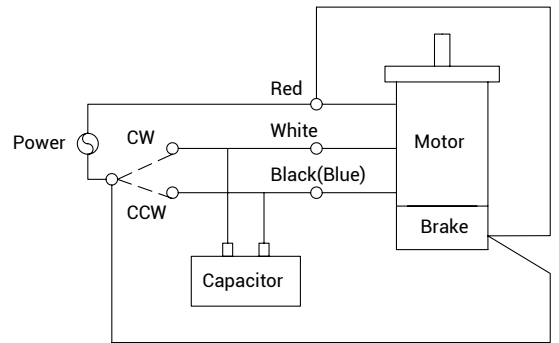 Red
Power
CW
White
Motor
CCW
Black(Blue)
Brake
Capacitor